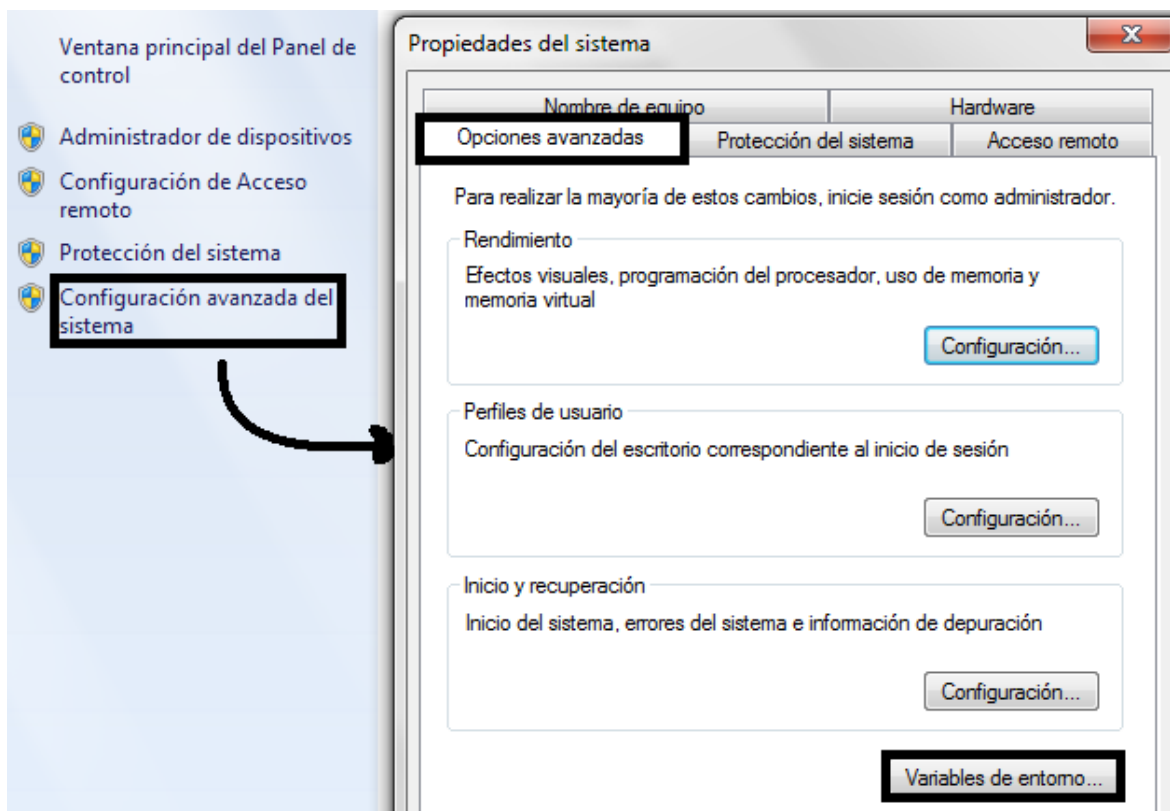 Ventana principal del Panel de
control
Administrador de dispositivos
Configuración de Acceso
remoto
Protección del sistema
Configuración avanzada del
sistema
Propiedades del sistema
Nombre de equipo
Hardware
Opciones avanzadas
Protección del sistema
Acceso remoto
Para realizar la mayoría de estos cambios, inicie sesión como administrador.
Rendimiento
Efectos visuales, programación del procesador, uso de memoria y
memoria virtual
Configuración...
Perfiles de usuario
Configuración del escritorio correspondiente al inicio de sesión
Configuración...
Inicio y recuperación
Inicio del sistema, errores del sistema e información de depuración
Configuración...
Variables de entorno...